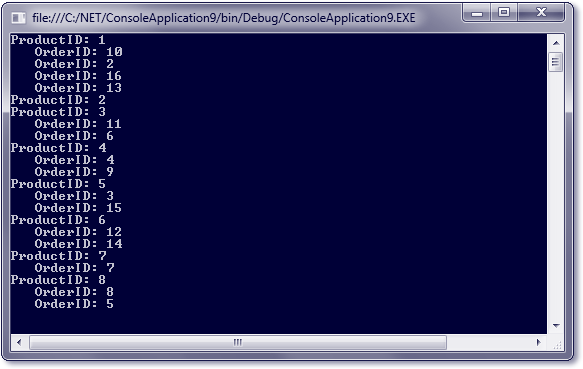 file:///C:/NET/ConsoleApplication9/bin/Debug/ConsoleApplication9.EXE
ProductID: 1
OrderID: 10
OrderID: 2
OrderID: 16
OrderID: 13
ProductID: 2
ProductID: 3
OrderID: 11
OrderID: 6
ProductID: 4
OrderID: 4
OrderID: 9
ProductID: 5
OrderID: 3
OrderID: 15
ProductID: 6
OrderID: 12
OrderID: 14
ProductID: 7
OrderID: 7
ProductID: 8
OrderID: 8
OrderID: 5